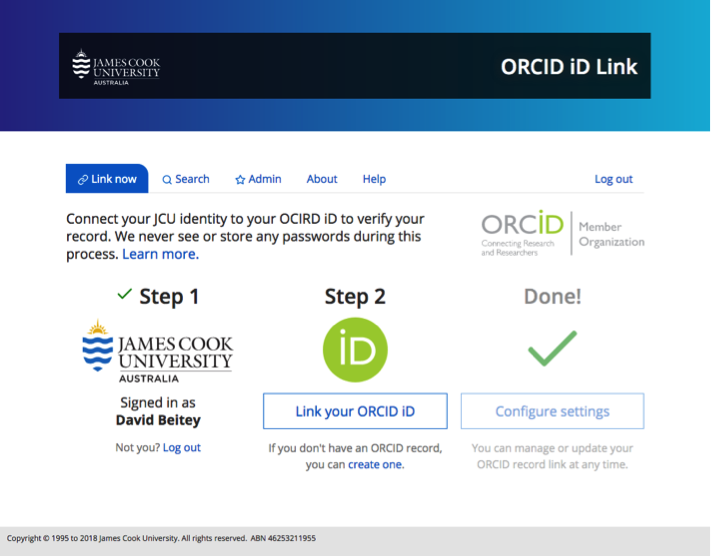 JAMES COOK
UNIVERSITY
AUSTRALIA
ORCID iD Link
Link now
Search
Admin
About
Help
Log out
Connect your JCU identity to your OCIRD iD to verify your
record. We never see or store any passwords during this
process. Learn more.
ORCiD
Connecting Research
and Researchers
Member
Organization
Step 1
Step 2
Done!
JAMES COOK
UNIVERSITY
AUSTRALIA
iD
Signed in as
David Beitey
Link your ORCID iD
Configure settings
Not you? Log out
If you don't have an ORCID record,
you can create one.
You can manage or update your
ORCID record link at any time.
Copyright © 1995 to 2018 James Cook University. All rights reserved. ABN 46253211955